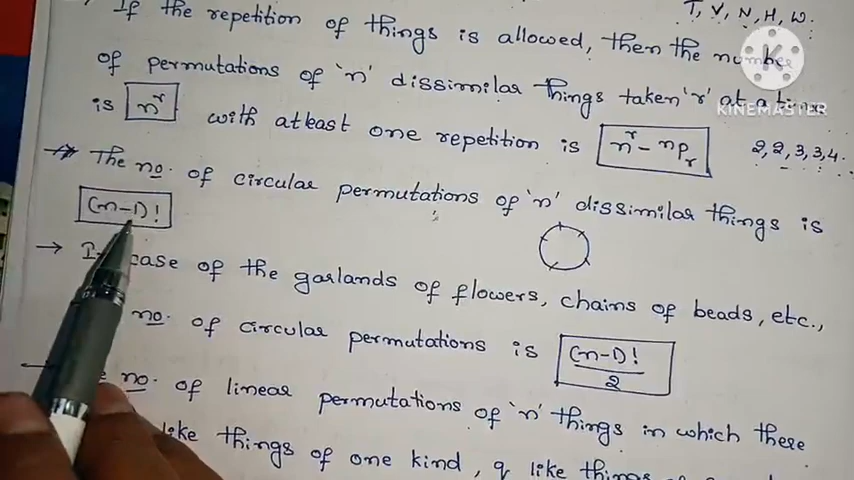 T, V, N, H, W.
If the repetition of things is allowed, then the numbe
of permutations of 'n' dissimilar things taken 'r' at a time
is nʳ with atleast one repetition is nʳ - nPᵣ
2,2,3,3,4.
KINEMASTER
The no. of circular permutations of 'n' dissimilar things is
(n-1)!
→ case of the garlands of flowers, chains of beads, etc.,
no. of circular permutations is (n-1)!/2
no. of linear permutations of 'n' things in which there
like things of one kind, q like things